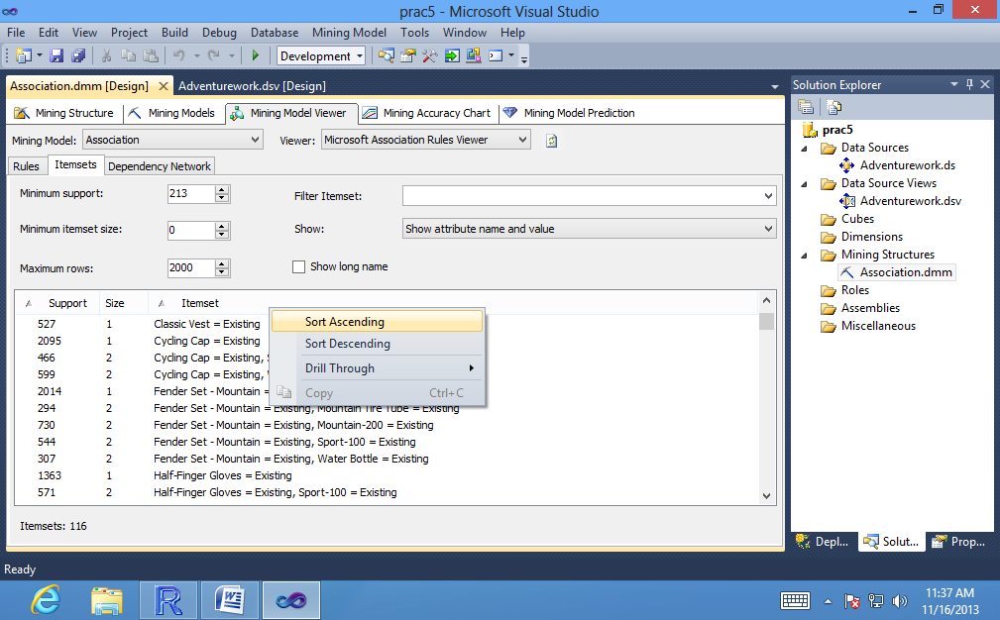 prac5 - Microsoft Visual Studio
File Edit View Project Build Debug Database Mining Model Tools Window Help
Development
Association.dmm [Design] Adventurework.dsv [Design]
Mining Structure Mining Models Mining Model Viewer Mining Accuracy Chart Mining Model Prediction
Mining Model: Association Viewer: Microsoft Association Rules Viewer
Rules Itemsets Dependency Network
Minimum support: 213 Filter Itemset:
Minimum itemset size: 0 Show: Show attribute name and value
Maximum rows: 2000 Show long name
Support Size Itemset
527 1 Classic Vest = Existing
2095 1 Cycling Cap = Existing
466 2 Cycling Cap = Existing,
599 2 Cycling Cap = Existing,
2014 1 Fender Set - Mountain =
294 2 Fender Set - Mountain = Existing, Mountain Tire Tube = Existing
730 2 Fender Set - Mountain = Existing, Mountain-200 = Existing
544 2 Fender Set - Mountain = Existing, Sport-100 = Existing
307 2 Fender Set - Mountain = Existing, Water Bottle = Existing
1363 1 Half-Finger Gloves = Existing
571 2 Half-Finger Gloves = Existing, Sport-100 = Existing
Sort Ascending
Sort Descending
Drill Through
Copy Ctrl+C
Itemsets: 116
Solution Explorer
prac5
Data Sources
Adventurework.ds
Data Source Views
Adventurework.dsv
Cubes
Dimensions
Mining Structures
Association.dmm
Roles
Assemblies
Miscellaneous
Depl... Solut... Prop...
Ready
11:37 AM
11/16/2013